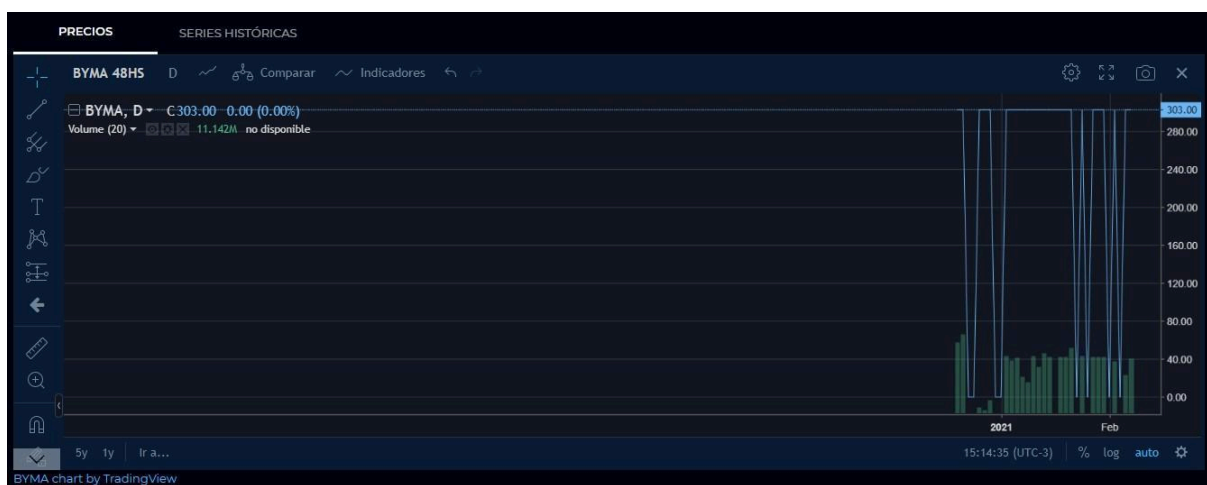 PRECIOS SERIES HISTÓRICAS
BYMA 48HS D Comparar Indicadores
BYMA, D C303.00 0.00 (0.00%)
Volume (20) 11.142M no disponible
303.00
280.00
240.00
200.00
160.00
120.00
80.00
40.00
0.00
2021 Feb
5y 1y Ir a... 15:14:35 (UTC-3) % log auto
BYMA chart by TradingView